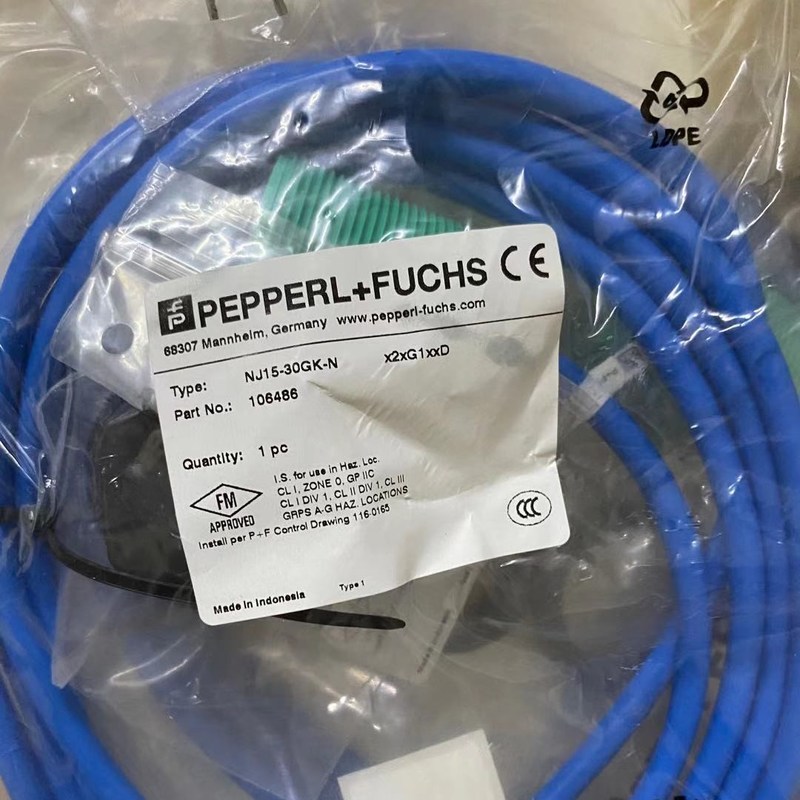 LDPE
PEPPERL+FUCHS CE
68307 Mannheim, Germany www.pepperl-fuchs.com
Type: NJ15-30GK-N x2xG1xxD
Part No.: 106486
Quantity: 1 pc
FM
APPROVED
I.S. for use in Haz. Loc.
CL I, ZONE 0, GP IIC
CL I DIV 1, CL II DIV 1, CL III
GRPS A-G HAZ. LOCATIONS
Install per P+F Control Drawing 116-0165
CCC
Made in Indonesia Type 1